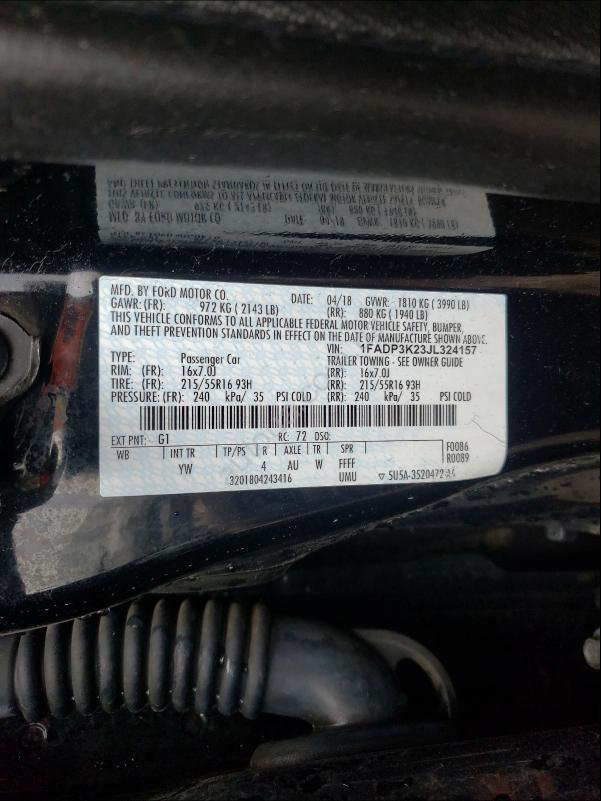 MFD. BY FORD MOTOR CO. DATE: 04/18 GVWR: 1810 KG ( 3990 LB)
GAWR: (FR): 972 KG ( 2143 LB) (RR): 880 KG ( 1940 LB)
THIS VEHICLE CONFORMS TO ALL APPLICABLE FEDERAL MOTOR VEHICLE SAFETY, BUMPER,
AND THEFT PREVENTION STANDARDS IN EFFECT ON THE DATE OF MANUFACTURE SHOWN ABOVE.
VIN: 1FADP3K23JL324157
TYPE: Passenger Car TRAILER TOWING - SEE OWNER GUIDE
RIM: (FR) 16x7.0J (RR): 16x7.0J
TIRE: (FR) 215/55R16 93H (RR): 215/55R16 93H
PRESSURE: (FR): 240 kPa/ 35 PSI COLD (RR): 240 kPa/ 35 PSI COLD
EXT PNT: G1 RC: 72 DSO:
WB INT TR TP/PS R AXLE TR SPR F0086
YW 4 AU W FFFF R0089
3201804243416 UMU ▽ 5U5A-3520472